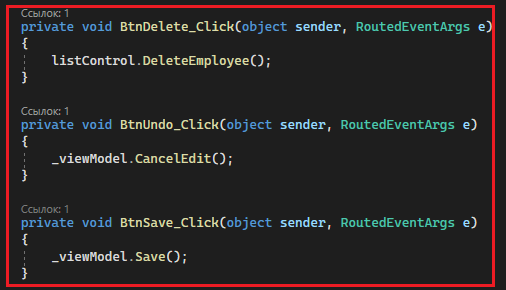 Ссылок: 1
private void BtnDelete_Click(object sender, RoutedEventArgs e)
{
listControl.DeleteEmployee();
}
Ссылок: 1
private void BtnUndo_Click(object sender, RoutedEventArgs e)
{
_viewModel.CancelEdit();
}
Ссылок: 1
private void BtnSave_Click(object sender, RoutedEventArgs e)
{
_viewModel.Save();
}